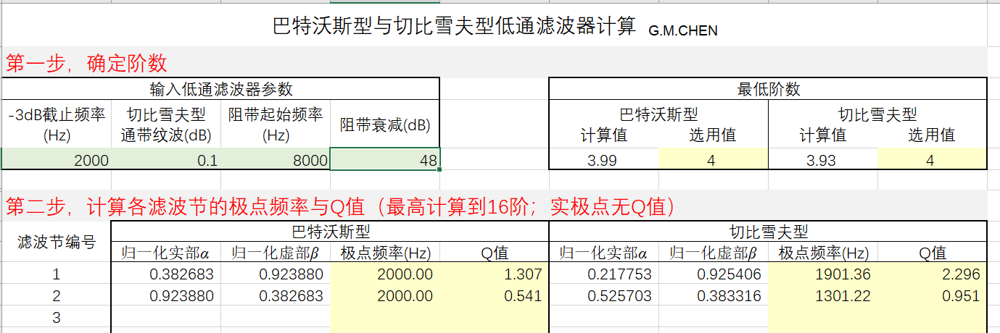 巴特沃斯型与切比雪夫型低通滤波器计算 G.M.CHEN
第一步，确定阶数
输入低通滤波器参数 最低阶数
-3dB截止频率(Hz) 切比雪夫型通带纹波(dB) 阻带起始频率(Hz) 阻带衰减(dB) 巴特沃斯型 切比雪夫型
计算值 选用值 计算值 选用值
2000 0.1 8000 48 3.99 4 3.93 4
第二步，计算各滤波节的极点频率与Q值（最高计算到16阶；实极点无Q值）
滤波节编号 巴特沃斯型 切比雪夫型
归一化实部α 归一化虚部β 极点频率(Hz) Q值 归一化实部α 归一化虚部β 极点频率(Hz) Q值
1 0.382683 0.923880 2000.00 1.307 0.217753 0.925406 1901.36 2.296
2 0.923880 0.382683 2000.00 0.541 0.525703 0.383316 1301.22 0.951
3